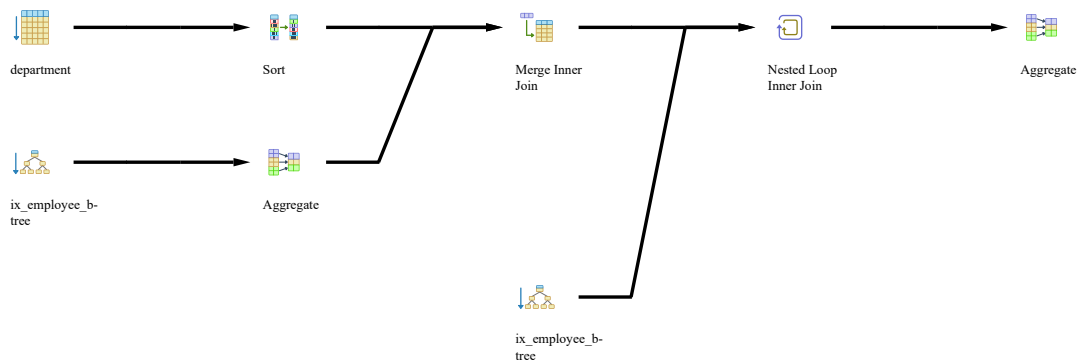 department
Sort
Merge Inner
Join
Nested Loop
Inner Join
Aggregate
ix_employee_b-
tree
Aggregate
ix_employee_b-
tree